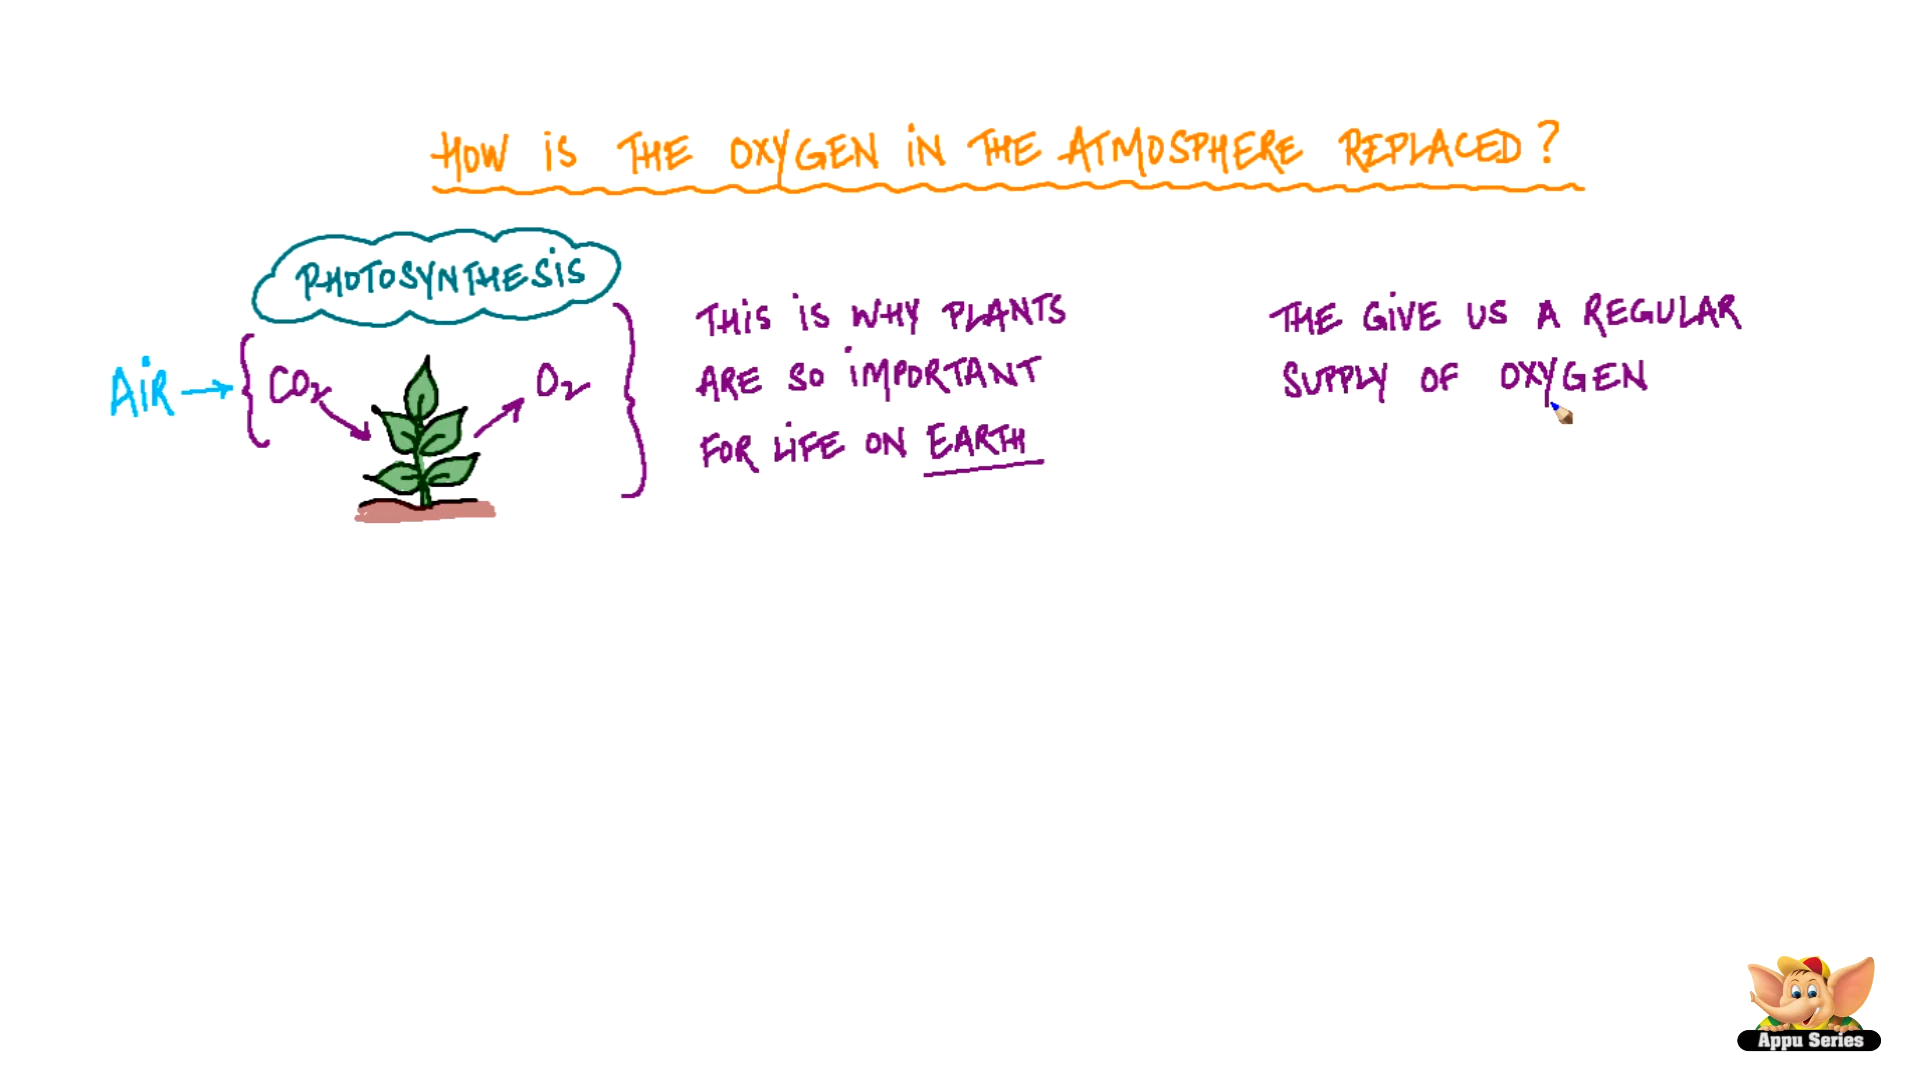 HOW IS THE OXYGEN IN THE ATMOSPHERE REPLACED?
PHOTOSYNTHESIS
AIR
CO₂
O₂
THIS IS WHY PLANTS
ARE SO IMPORTANT
FOR LIFE ON EARTH
THE GIVE US A REGULAR
SUPPLY OF OXYGEN
Appu Series